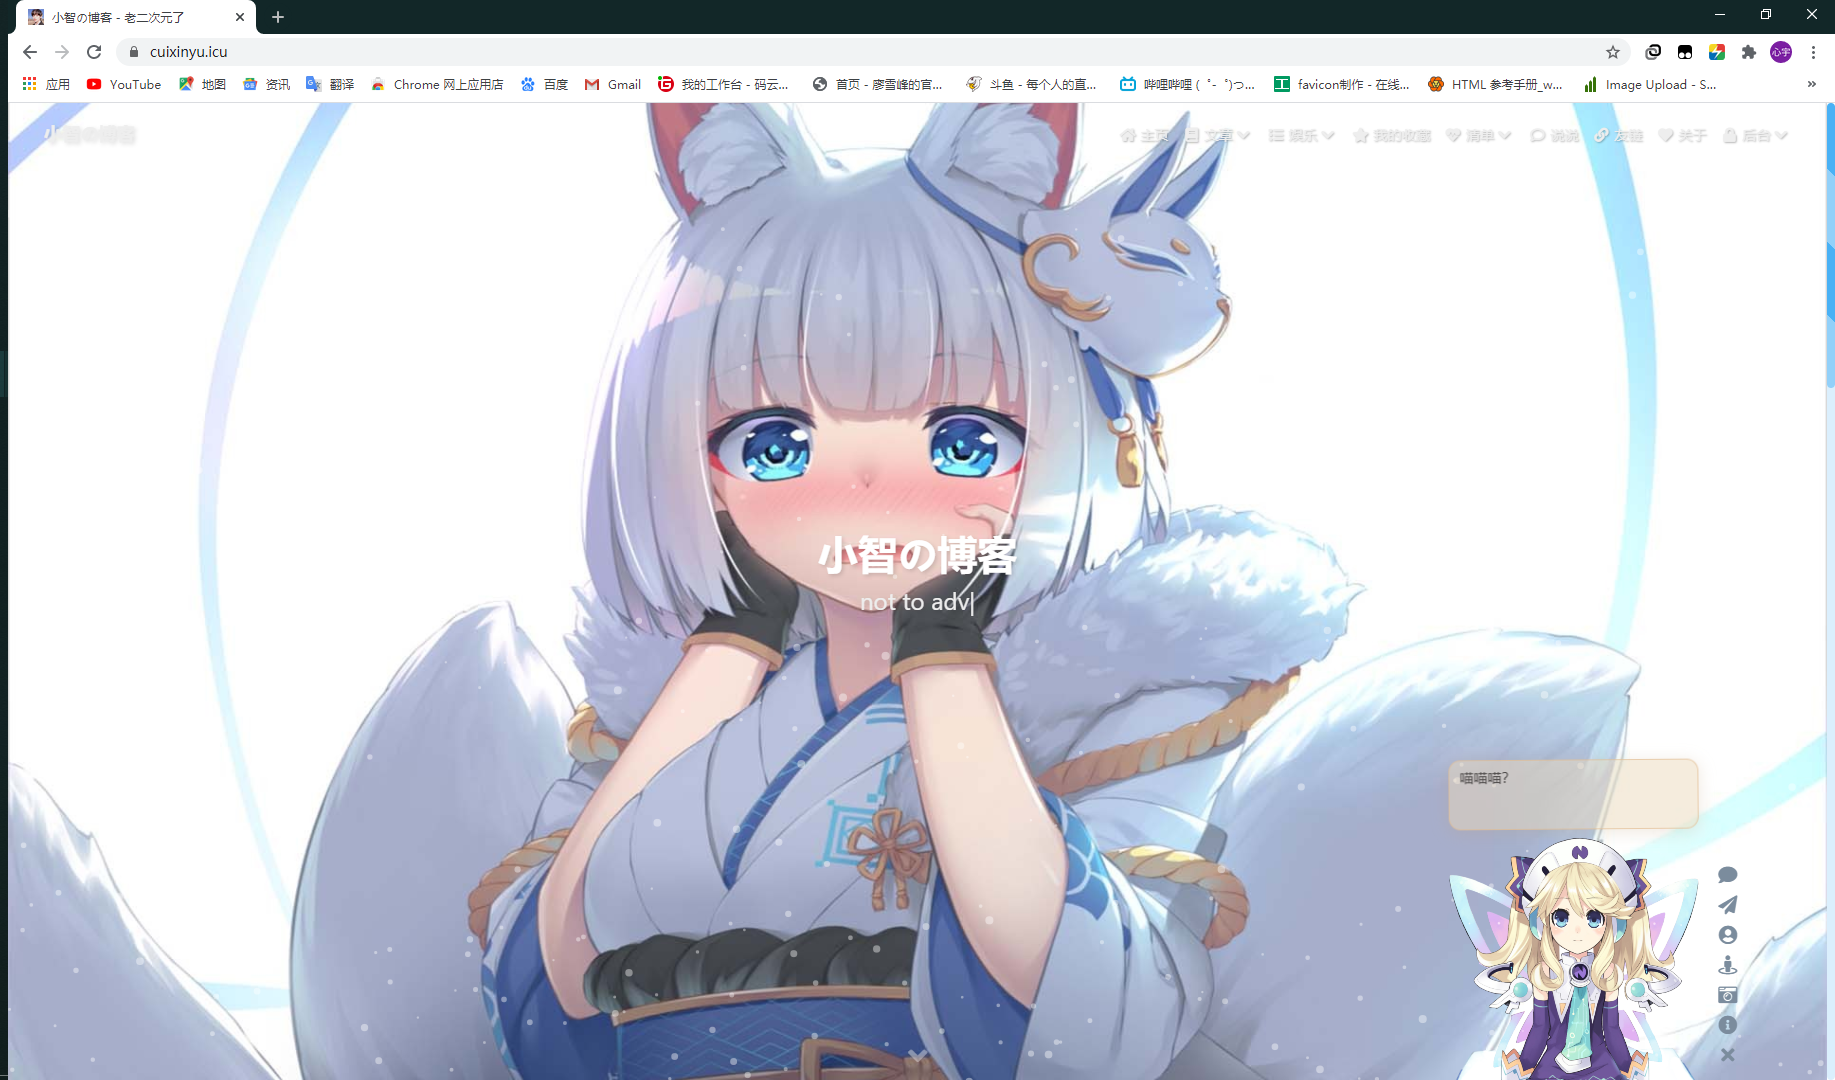 小智の博客 - 老二次元了
cuixinyu.icu
心宇
应用 YouTube 地图 资讯 翻译 Chrome 网上应用店 百度 Gmail 我的工作台 - 码云... 首页 - 廖雪峰的官... 斗鱼 - 每个人的直... 哔哩哔哩 ( ゜- ゜)つ... favicon制作 - 在线... HTML 参考手册_w... Image Upload - S... »
小智の博客 主页 文章 娱乐 我的收藏 清单 说说 友链 关于 后台
小智の博客
not to adv|
喵喵喵?
N
N